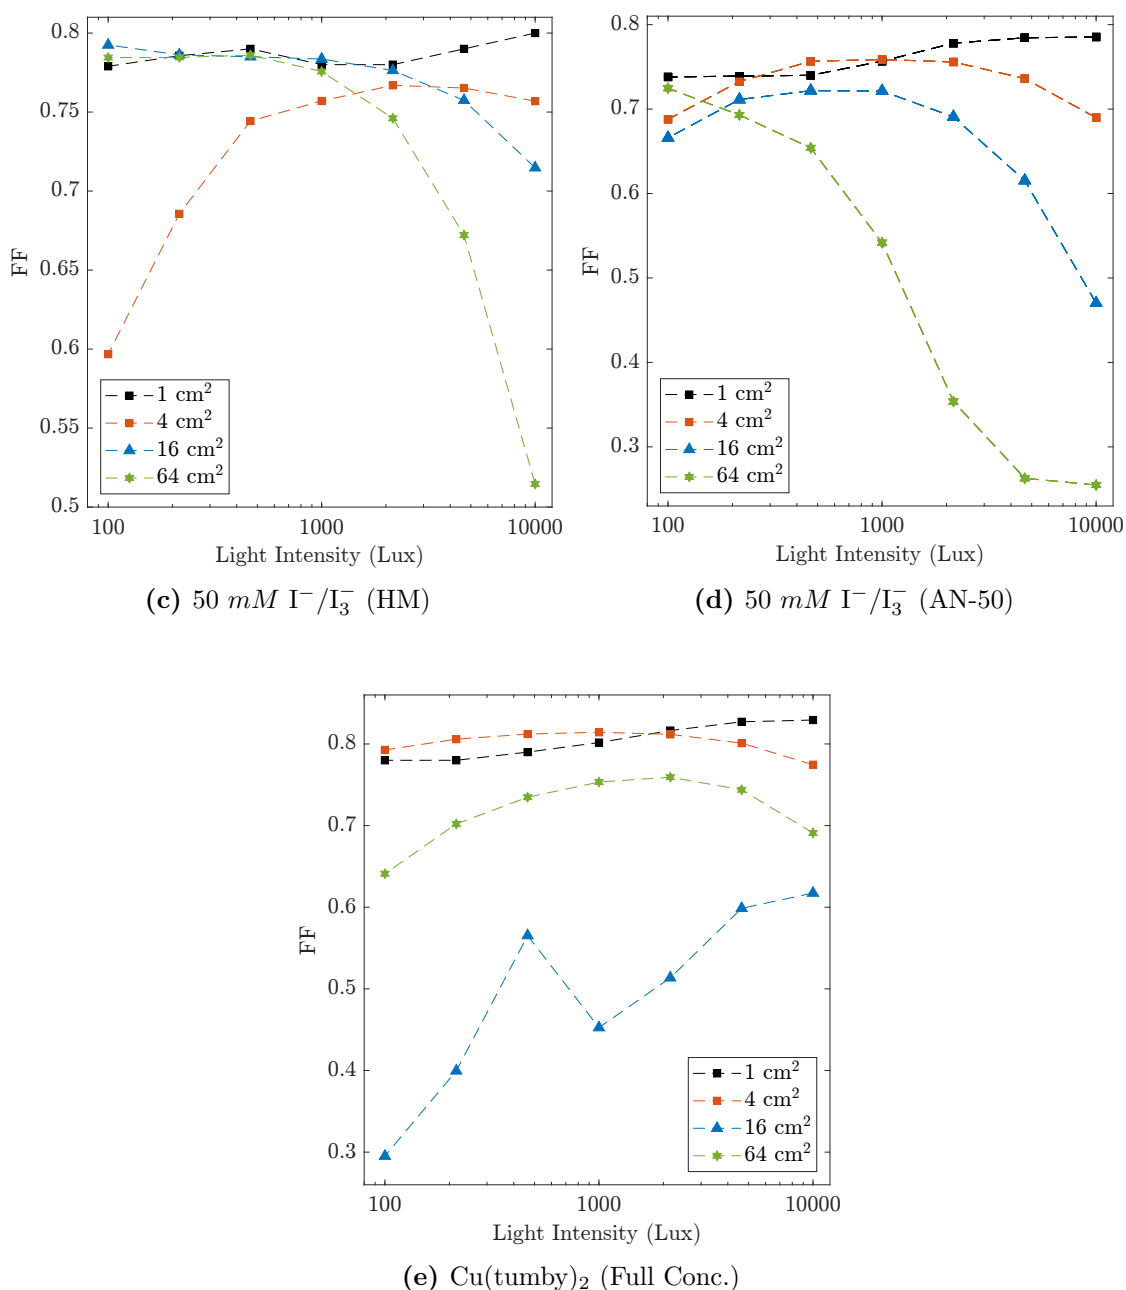 0.8
0.75
0.7
0.65
0.6
0.55
0.5
FF
1 cm²
4 cm²
16 cm²
64 cm²
100 1000 10000
Light Intensity (Lux)
(c) 50 mM I⁻/I₃⁻ (HM)
0.8
0.7
0.6
0.5
0.4
0.3
FF
1 cm²
4 cm²
16 cm²
64 cm²
100 1000 10000
Light Intensity (Lux)
(d) 50 mM I⁻/I₃⁻ (AN-50)
0.8
0.7
0.6
0.5
0.4
0.3
FF
1 cm²
4 cm²
16 cm²
64 cm²
100 1000 10000
Light Intensity (Lux)
(e) Cu(tumby)₂ (Full Conc.)